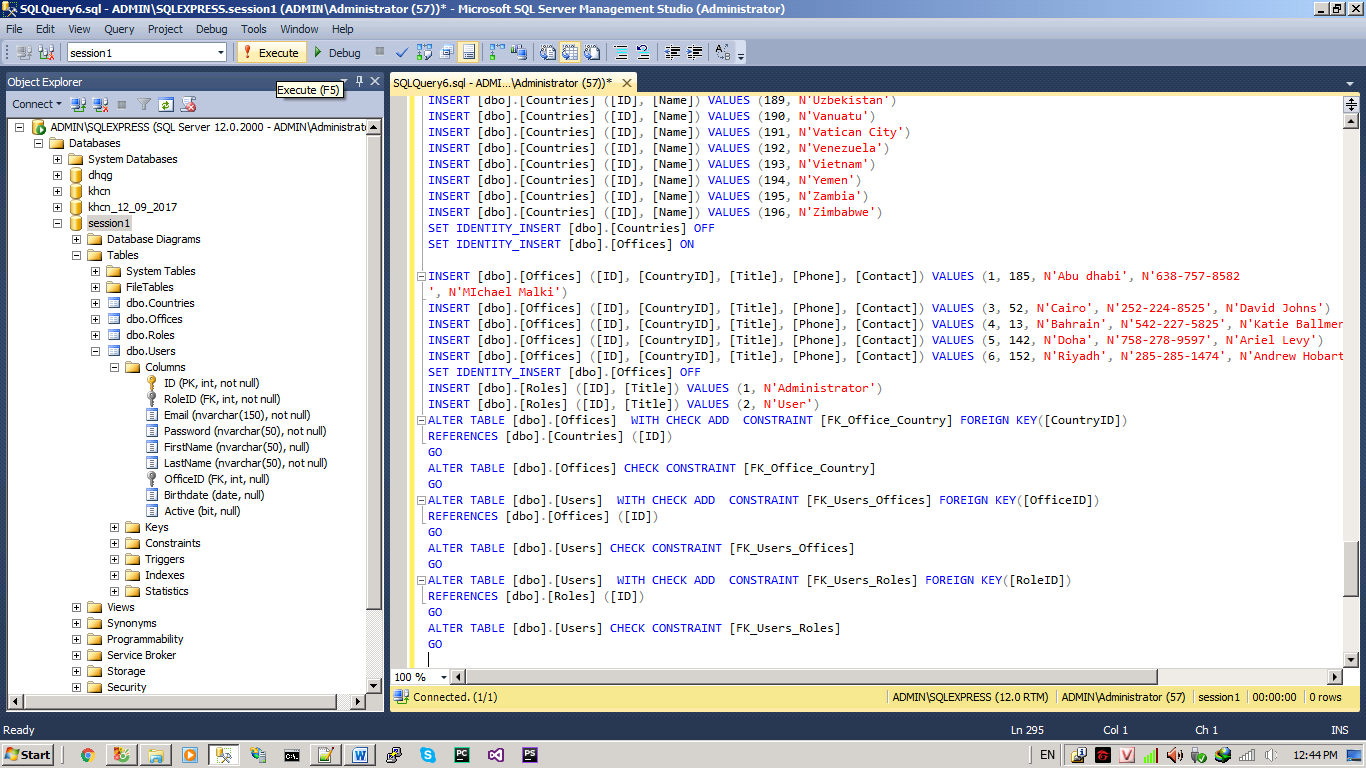 SQLQuery6.sql - ADMIN\SQLEXPRESS.session1 (ADMIN\Administrator (57))* - Microsoft SQL Server Management Studio (Administrator)
File Edit View Query Project Debug Tools Window Help
session1 Execute Debug
Object Explorer
Execute (F5)
Connect
ADMIN\SQLEXPRESS (SQL Server 12.0.2000 - ADMIN\Administrat
Databases
System Databases
dhqg
khcn
khcn_12_09_2017
session1
Database Diagrams
Tables
System Tables
FileTables
dbo.Countries
dbo.Offices
dbo.Roles
dbo.Users
Columns
ID (PK, int, not null)
RoleID (FK, int, not null)
Email (nvarchar(150), not null)
Password (nvarchar(50), not null)
FirstName (nvarchar(50), null)
LastName (nvarchar(50), not null)
OfficeID (FK, int, null)
Birthdate (date, null)
Active (bit, null)
Keys
Constraints
Triggers
Indexes
Statistics
Views
Synonyms
Programmability
Service Broker
Storage
Security
SQLQuery6.sql - ADMI...\Administrator (57))*
INSERT [dbo].[Countries] ([ID], [Name]) VALUES (189, N'Uzbekistan')
INSERT [dbo].[Countries] ([ID], [Name]) VALUES (190, N'Vanuatu')
INSERT [dbo].[Countries] ([ID], [Name]) VALUES (191, N'Vatican City')
INSERT [dbo].[Countries] ([ID], [Name]) VALUES (192, N'Venezuela')
INSERT [dbo].[Countries] ([ID], [Name]) VALUES (193, N'Vietnam')
INSERT [dbo].[Countries] ([ID], [Name]) VALUES (194, N'Yemen')
INSERT [dbo].[Countries] ([ID], [Name]) VALUES (195, N'Zambia')
INSERT [dbo].[Countries] ([ID], [Name]) VALUES (196, N'Zimbabwe')
SET IDENTITY_INSERT [dbo].[Countries] OFF
SET IDENTITY_INSERT [dbo].[Offices] ON
INSERT [dbo].[Offices] ([ID], [CountryID], [Title], [Phone], [Contact]) VALUES (1, 185, N'Abu dhabi', N'638-757-8582
', N'MIchael Malki')
INSERT [dbo].[Offices] ([ID], [CountryID], [Title], [Phone], [Contact]) VALUES (3, 52, N'Cairo', N'252-224-8525', N'David Johns')
INSERT [dbo].[Offices] ([ID], [CountryID], [Title], [Phone], [Contact]) VALUES (4, 13, N'Bahrain', N'542-227-5825', N'Katie Ballmer
INSERT [dbo].[Offices] ([ID], [CountryID], [Title], [Phone], [Contact]) VALUES (5, 142, N'Doha', N'758-278-9597', N'Ariel Levy')
INSERT [dbo].[Offices] ([ID], [CountryID], [Title], [Phone], [Contact]) VALUES (6, 152, N'Riyadh', N'285-285-1474', N'Andrew Hobart
SET IDENTITY_INSERT [dbo].[Offices] OFF
INSERT [dbo].[Roles] ([ID], [Title]) VALUES (1, N'Administrator')
INSERT [dbo].[Roles] ([ID], [Title]) VALUES (2, N'User')
ALTER TABLE [dbo].[Offices]  WITH CHECK ADD  CONSTRAINT [FK_Office_Country] FOREIGN KEY([CountryID])
REFERENCES [dbo].[Countries] ([ID])
GO
ALTER TABLE [dbo].[Offices] CHECK CONSTRAINT [FK_Office_Country]
GO
ALTER TABLE [dbo].[Users]  WITH CHECK ADD  CONSTRAINT [FK_Users_Offices] FOREIGN KEY([OfficeID])
REFERENCES [dbo].[Offices] ([ID])
GO
ALTER TABLE [dbo].[Users] CHECK CONSTRAINT [FK_Users_Offices]
GO
ALTER TABLE [dbo].[Users]  WITH CHECK ADD  CONSTRAINT [FK_Users_Roles] FOREIGN KEY([RoleID])
REFERENCES [dbo].[Roles] ([ID])
GO
ALTER TABLE [dbo].[Users] CHECK CONSTRAINT [FK_Users_Roles]
GO
100 %
Connected. (1/1) ADMIN\SQLEXPRESS (12.0 RTM) ADMIN\Administrator (57) session1 00:00:00 0 rows
Ready Ln 295 Col 1 Ch 1 INS
Start EN 12:44 PM